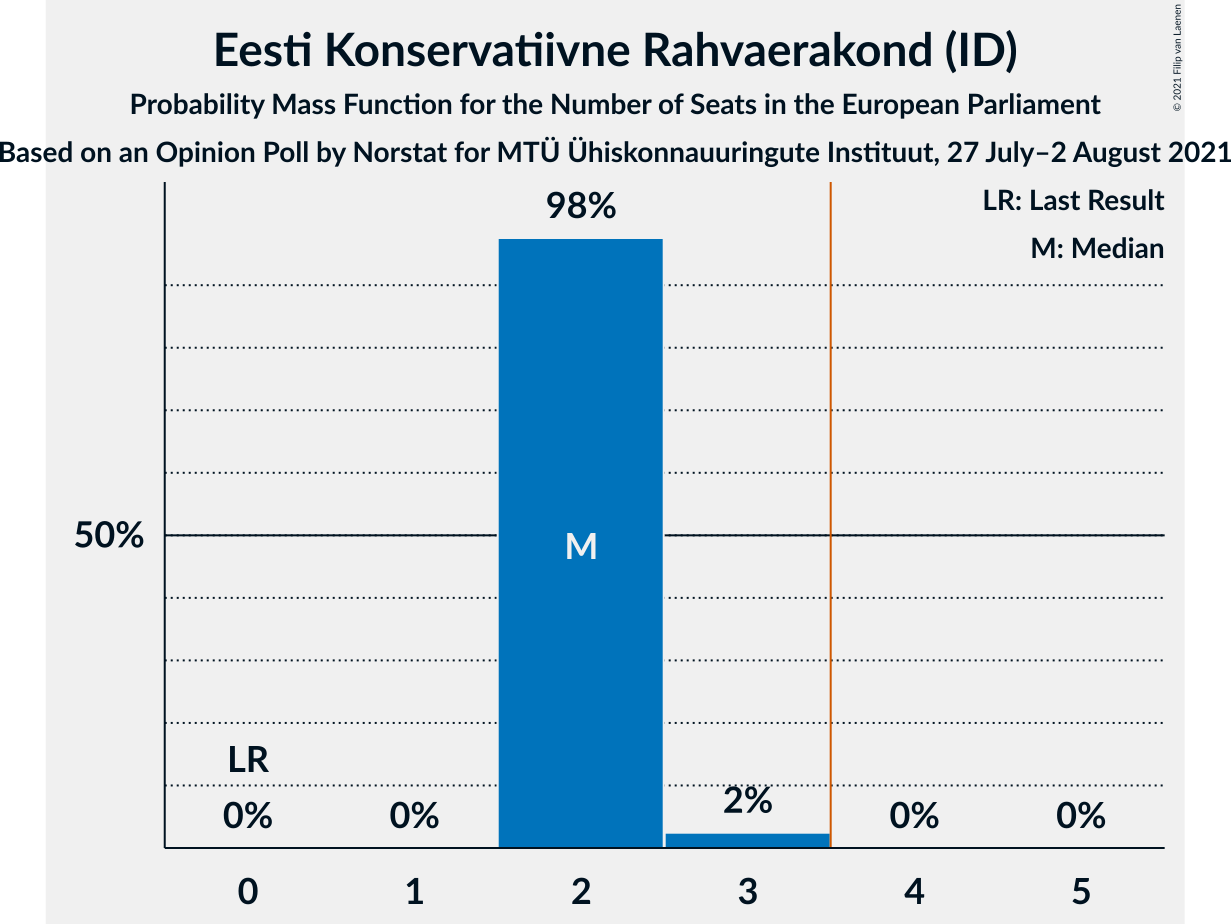 Eesti Konservatiivne Rahvaerakond (ID)
Probability Mass Function for the Number of Seats in the European Parliament
Based on an Opinion Poll by Norstat for MTÜ Ühiskonnauuringute Instituut, 27 July–2 August 2021
© 2021 Filip van Laenen
LR: Last Result
M: Median
98%
50%
M
LR
0%
0%
2%
0%
0%
0
1
2
3
4
5